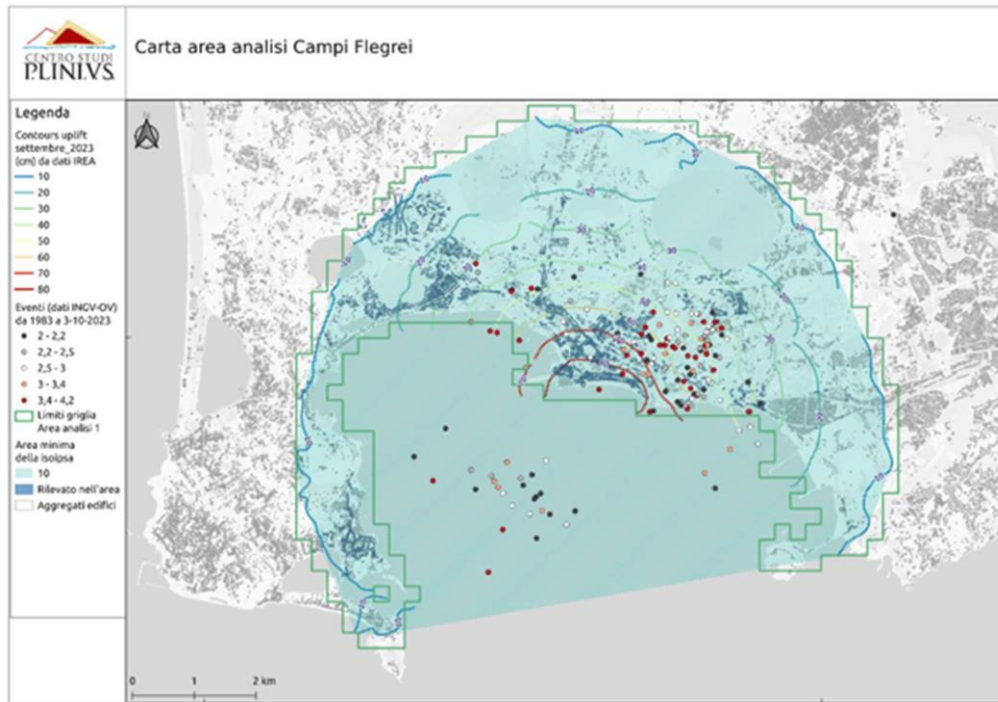 CENTRO STUDI
PLINIVS
Carta area analisi Campi Flegrei
Legenda
Contours uplift
settembre_2023
(cm) da dati IREA
10
20
30
40
50
60
70
80
Eventi (dati INGV-OV)
da 1983 a 3-10-2023
2 - 2,2
2,2 - 2,5
2,5 - 3
3 - 3,4
3,4 - 4,2
Limiti griglia
Area analisi 1
Area minima
della isoipsa
10
Rilevato nell'area
Aggregati edifici
0 1 2 km